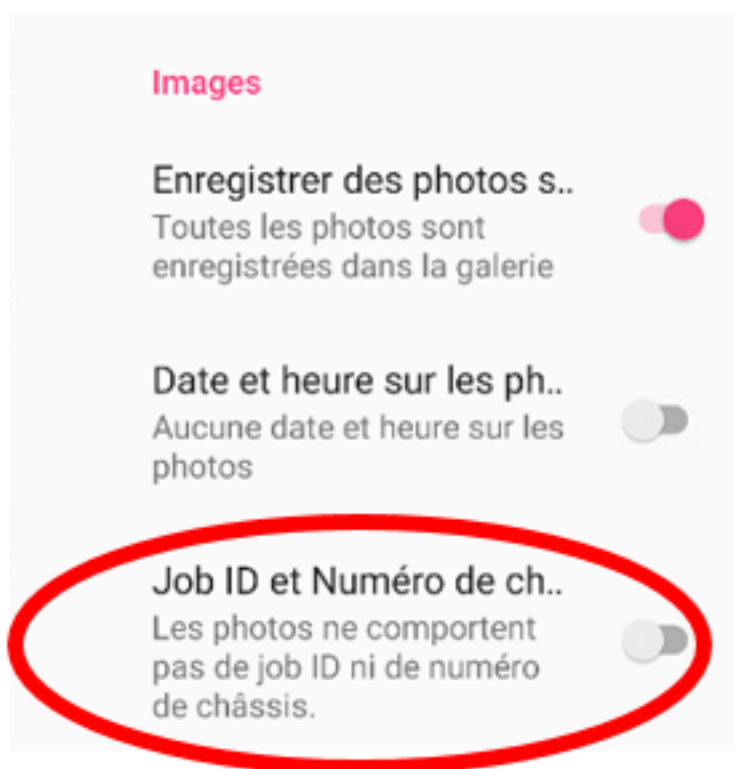 Images
Enregistrer des photos s..
Toutes les photos sont
enregistrées dans la galerie
Date et heure sur les ph..
Aucune date et heure sur les
photos
Job ID et Numéro de ch..
Les photos ne comportent
pas de job ID ni de numéro
de châssis.